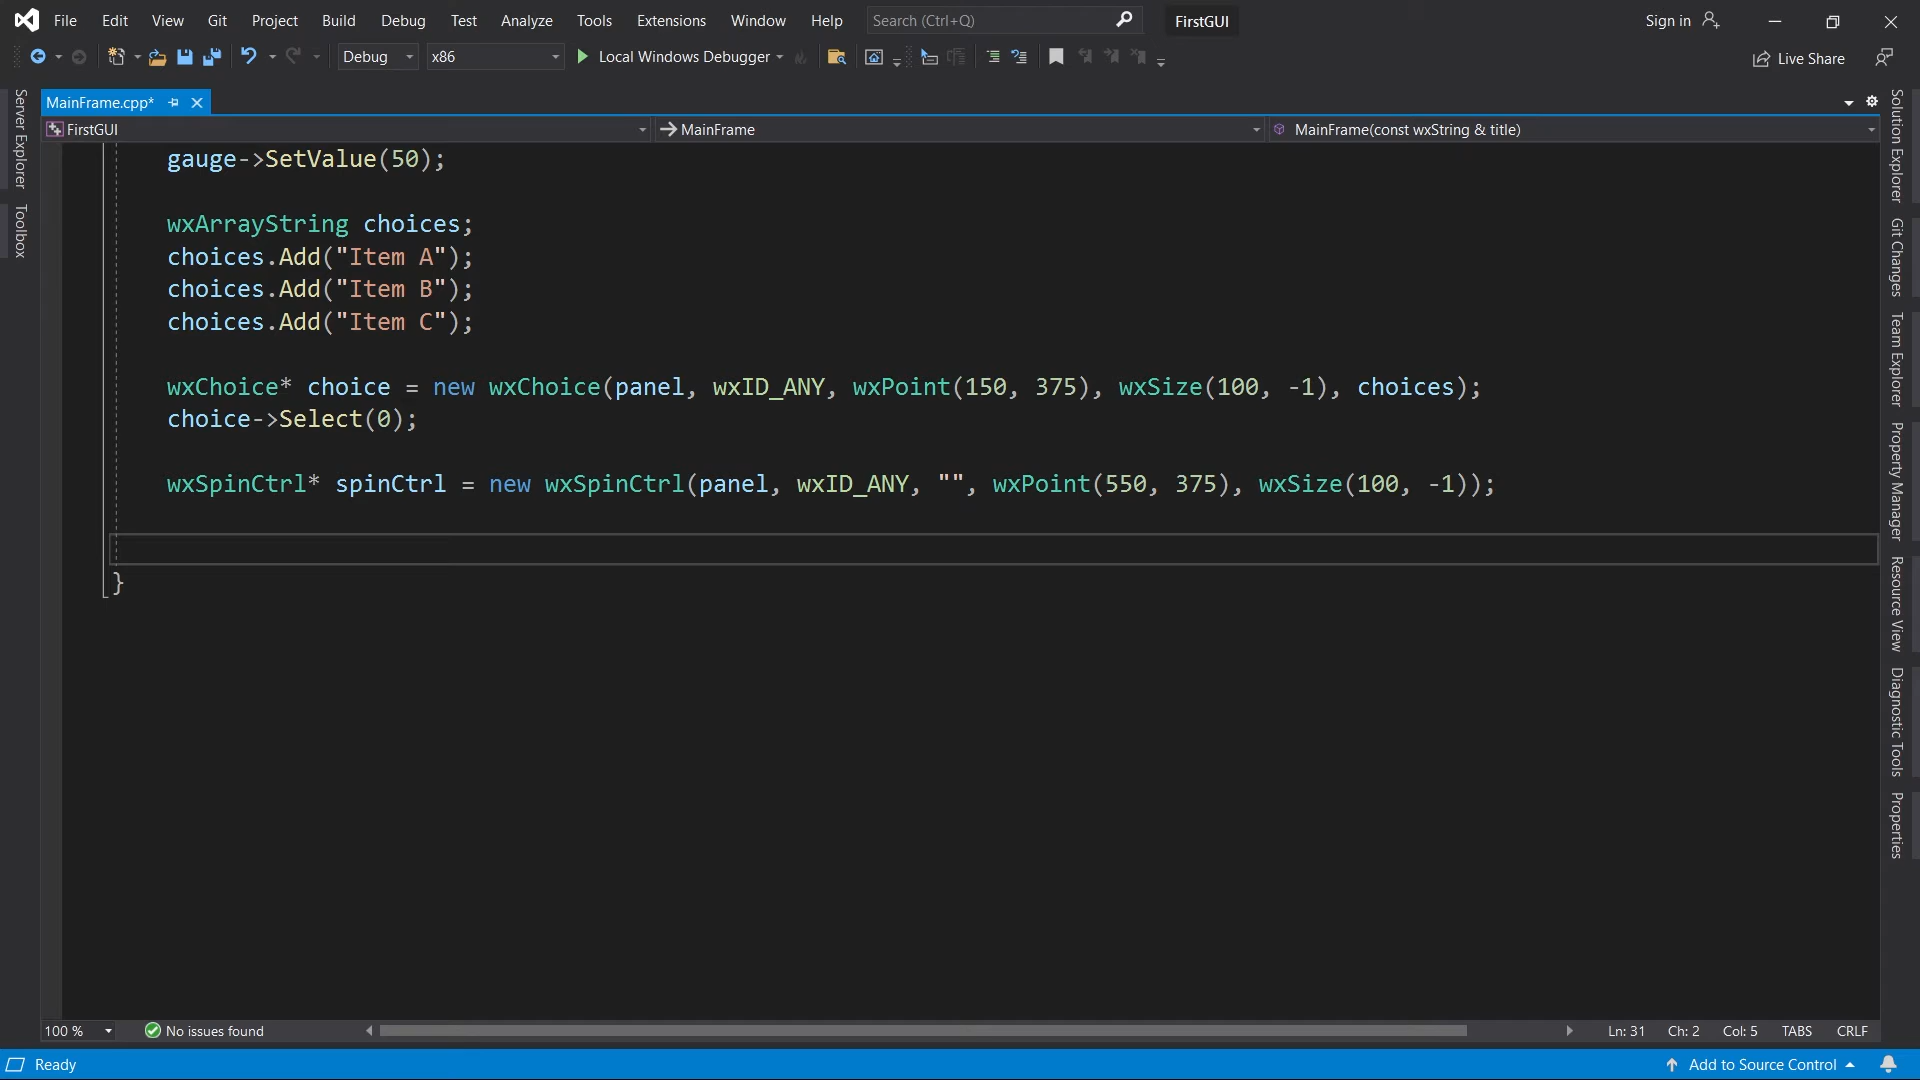 File Edit View Git Project Build Debug Test Analyze Tools Extensions Window Help Search (Ctrl+Q) FirstGUI Sign in
Debug x86 Local Windows Debugger Live Share
MainFrame.cpp*
FirstGUI MainFrame MainFrame(const wxString & title)
gauge->SetValue(50);
wxArrayString choices;
choices.Add("Item A");
choices.Add("Item B");
choices.Add("Item C");
wxChoice* choice = new wxChoice(panel, wxID_ANY, wxPoint(150, 375), wxSize(100, -1), choices);
choice->Select(0);
wxSpinCtrl* spinCtrl = new wxSpinCtrl(panel, wxID_ANY, "", wxPoint(550, 375), wxSize(100, -1));
}
Server Explorer
Toolbox
Solution Explorer
Git Changes
Team Explorer
Property Manager
Resource View
Diagnostic Tools
Properties
100 % No issues found Ln: 31 Ch: 2 Col: 5 TABS CRLF
Ready Add to Source Control